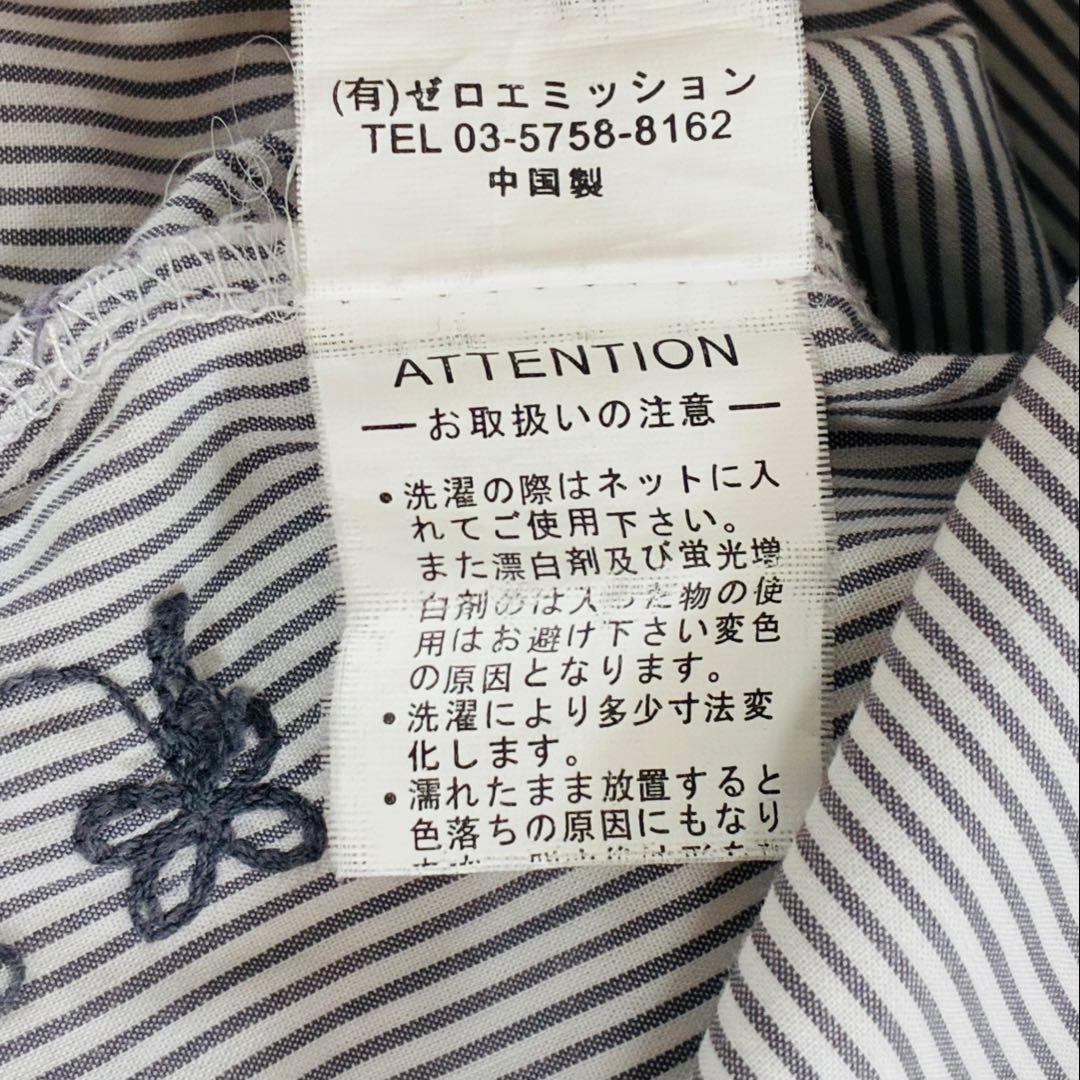 (有)ゼロエミッション
TEL 03-5758-8162
中国製
ATTENTION
お取扱いの注意
・洗濯の際はネットに入
れてご使用下さい。
また漂白剤及び蛍光増
白剤の物の使
用はお避け下さい変色
の原因となります。
・洗濯により多少寸法変
化します。
・濡れたまま放置すると
色落ちの原因にもなり